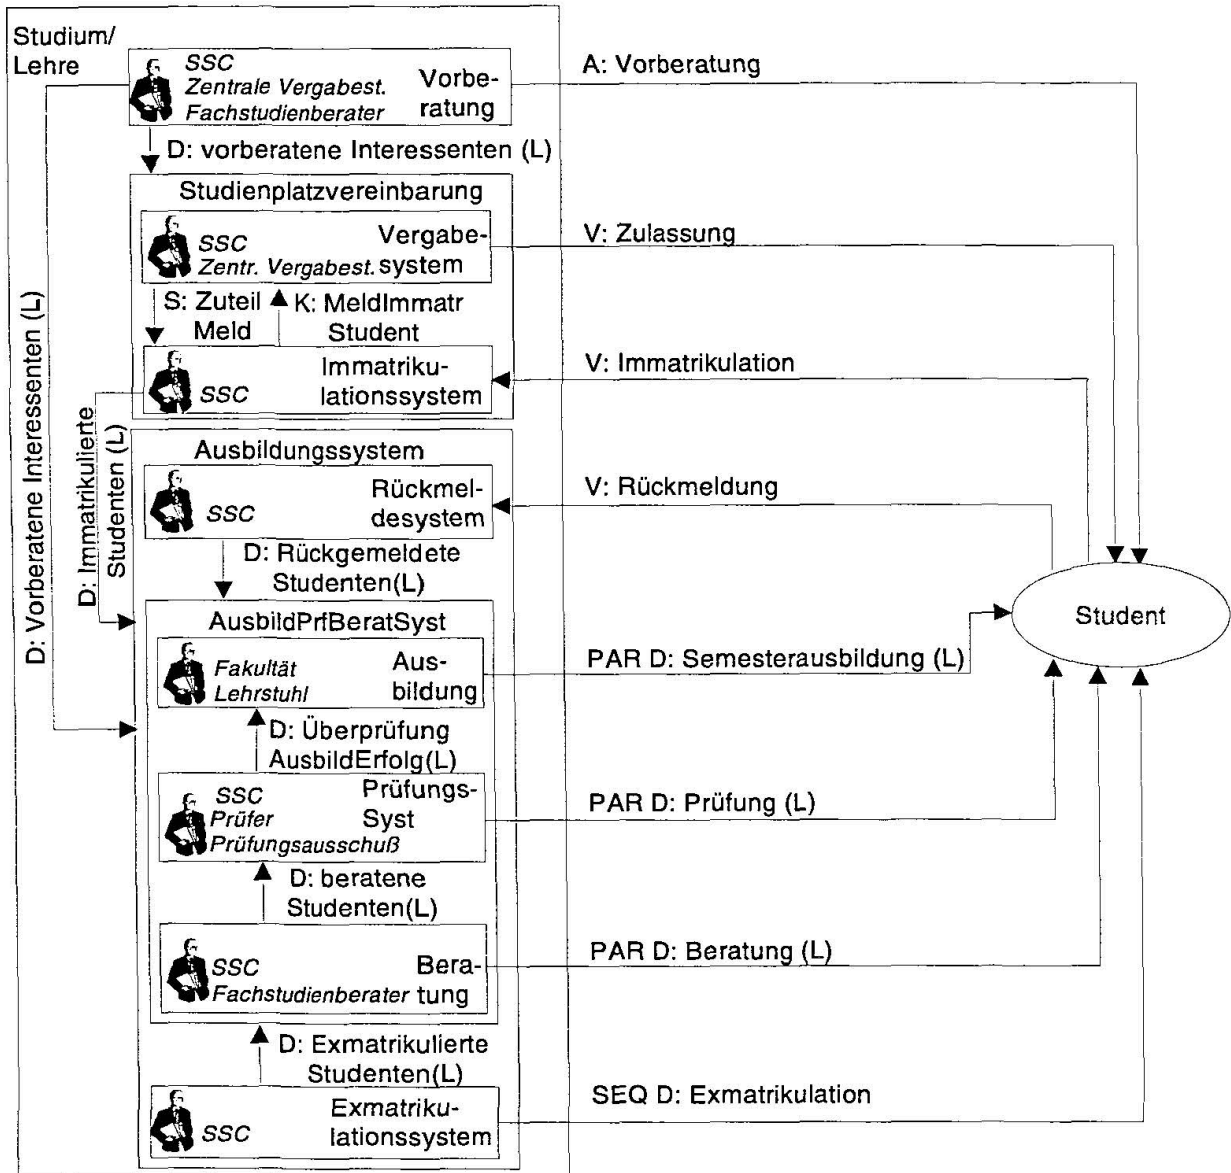 Studium/
Lehre
SSC
Zentrale Vergabest.
Fachstudienberater
Vorbe-
ratung
A: Vorberatung
D: vorberatene Interessenten (L)
Studienplatzvereinbarung
SSC
Zentr. Vergabest.
Vergabe-
system
V: Zulassung
S: Zuteil
Meld
K: MeldImmatr
Student
SSC
Immatriku-
lationssystem
V: Immatrikulation
D: Vorberatene Interessenten (L)
D: Immatrikulierte
Studenten (L)
Ausbildungssystem
SSC
Rückmel-
desystem
V: Rückmeldung
D: Rückgemeldete
Studenten(L)
AusbildPrfBeratSyst
Fakultät
Lehrstuhl
Aus-
bildung
PAR D: Semesterausbildung (L)
Student
D: Überprüfung
AusbildErfolg(L)
SSC
Prüfer
Prüfungsausschuß
Prüfungs-
Syst
PAR D: Prüfung (L)
D: beratene
Studenten(L)
SSC
Fachstudienberater
Bera-
tung
PAR D: Beratung (L)
D: Exmatrikulierte
Studenten(L)
SSC
Exmatriku-
lationssystem
SEQ D: Exmatrikulation